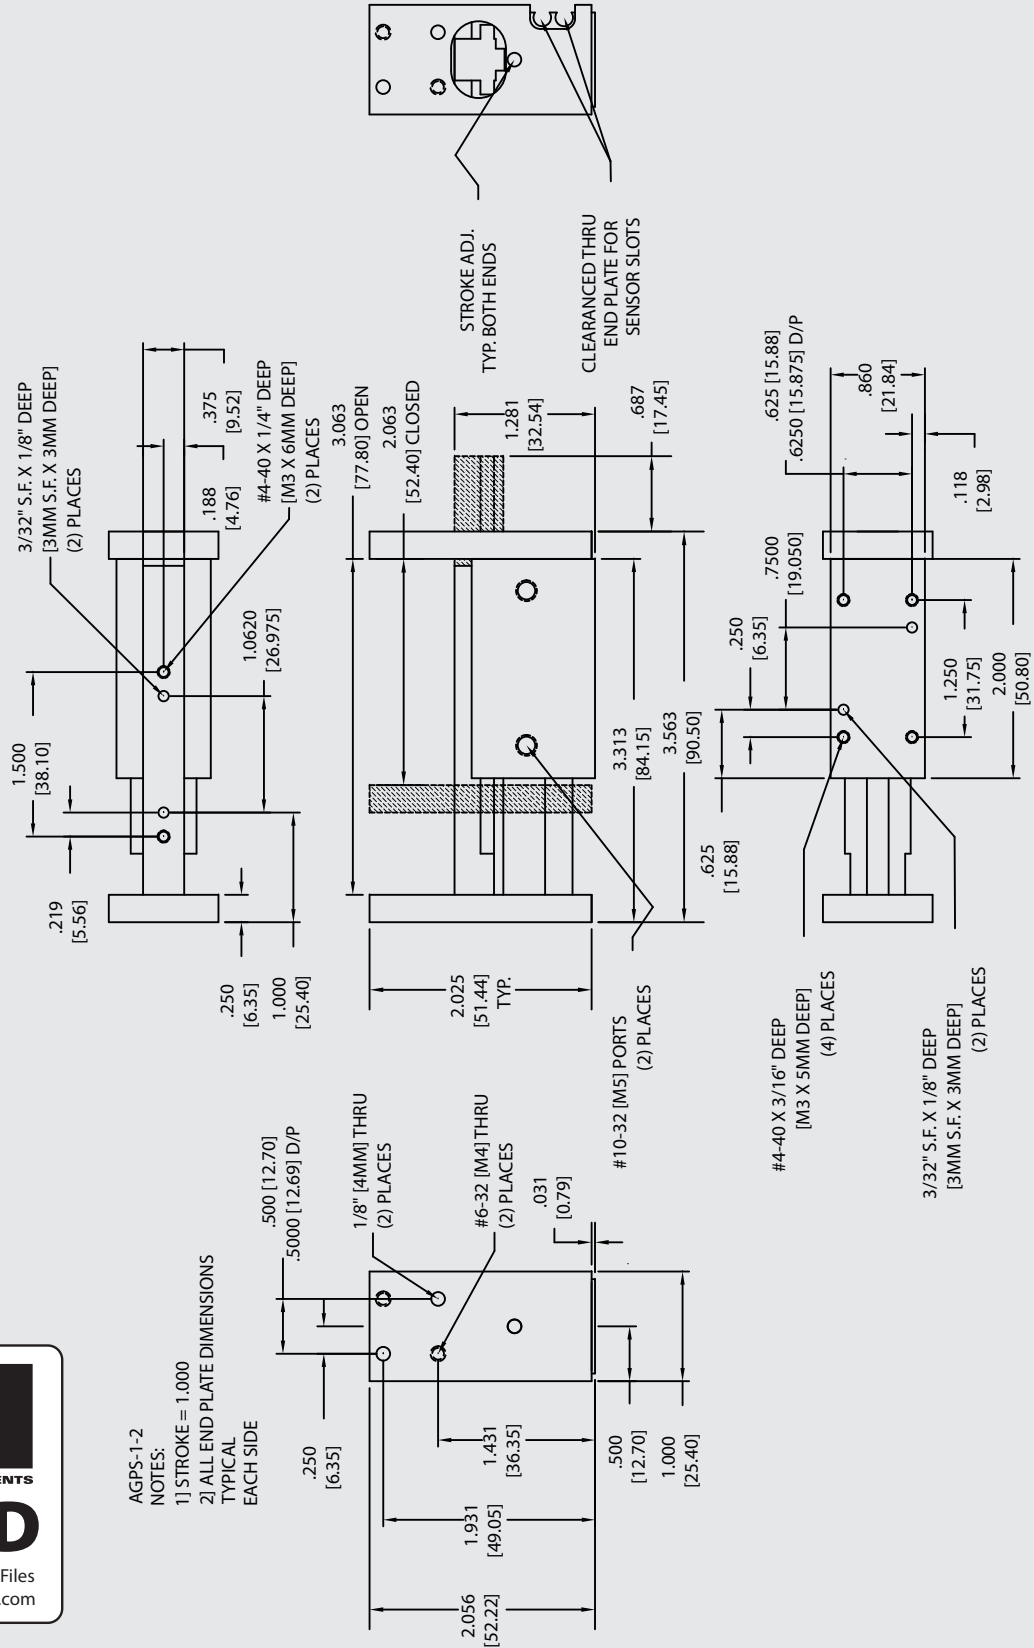 ENTS
D
Files
.com
AGPS-1-2
NOTES:
1] STROKE = 1.000
2] ALL END PLATE DIMENSIONS
TYPICAL
EACH SIDE
3/32" S.F. X 1/8" DEEP
[3MM S.F. X 3MM DEEP]
(2) PLACES
1.500
[38.10]
.219
[5.56]
.250
[6.35]
1.000
[25.40]
1.0620
[26.975]
.188
[4.76]
.375
[9.52]
#4-40 X 1/4" DEEP
[M3 X 6MM DEEP]
(2) PLACES
3.063
[77.80] OPEN
2.063
[52.40] CLOSED
1.281
[32.54]
.687
[17.45]
3.313
[84.15]
3.563
[90.50]
2.025
[51.44]
TYP.
#10-32 [M5] PORTS
(2) PLACES
STROKE ADJ.
TYP. BOTH ENDS
CLEARANCED THRU
END PLATE FOR
SENSOR SLOTS
.500 [12.70]
.5000 [12.69] D/P
1/8" [4MM] THRU
(2) PLACES
#6-32 [M4] THRU
(2) PLACES
.031
[0.79]
.250
[6.35]
1.431
[36.35]
1.931
[49.05]
2.056
[52.22]
.500
[12.70]
1.000
[25.40]
.625 [15.88]
.6250 [15.875] D/P
.860
[21.84]
.118
[2.98]
.7500
[19.050]
.250
[6.35]
.625
[15.88]
1.250
[31.75]
2.000
[50.80]
#4-40 X 3/16" DEEP
[M3 X 5MM DEEP]
(4) PLACES
3/32" S.F. X 1/8" DEEP
[3MM S.F. X 3MM DEEP]
(2) PLACES